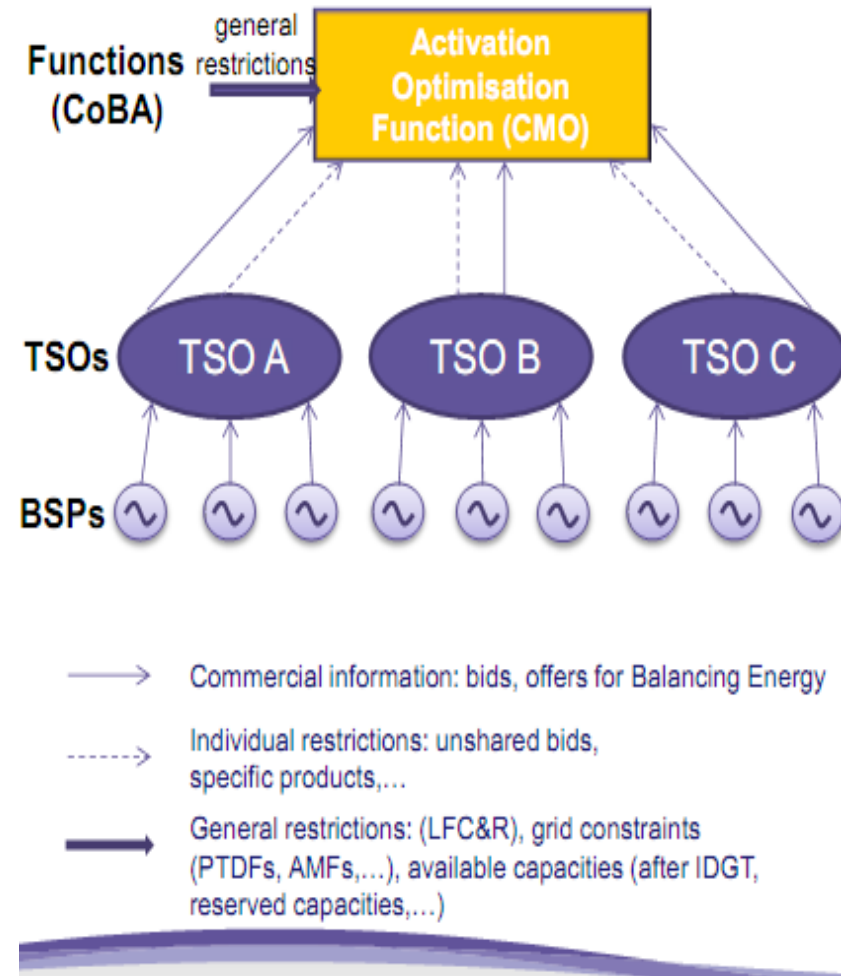 general
restrictions
Functions
(CoBA)
Activation
Optimisation
Function (CMO)
TSOs
TSO A
TSO B
TSO C
BSPs
Commercial information: bids, offers for Balancing Energy
Individual restrictions: unshared bids,
specific products,...
General restrictions: (LFC&R), grid constraints
(PTDFs, AMFs,...), available capacities (after IDGT,
reserved capacities,...)